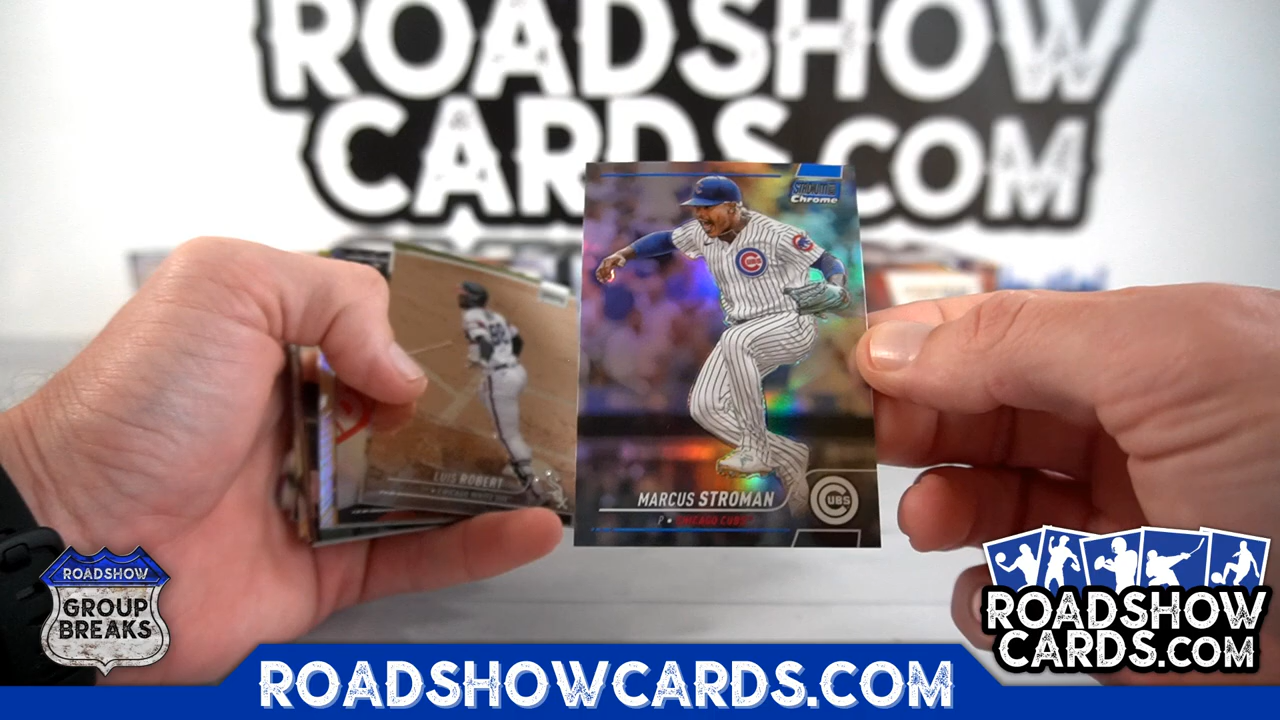 ROADSHOW
CARDS.COM
STADIUM
Chrome
C
LUIS ROBERT
CHICAGO WHITE SOX
MARCUS STROMAN
P • CHICAGO CUBS
CUBS
ROADSHOW
GROUP
BREAKS
ROADSHOW
CARDS.COM
ROADSHOWCARDS.COM